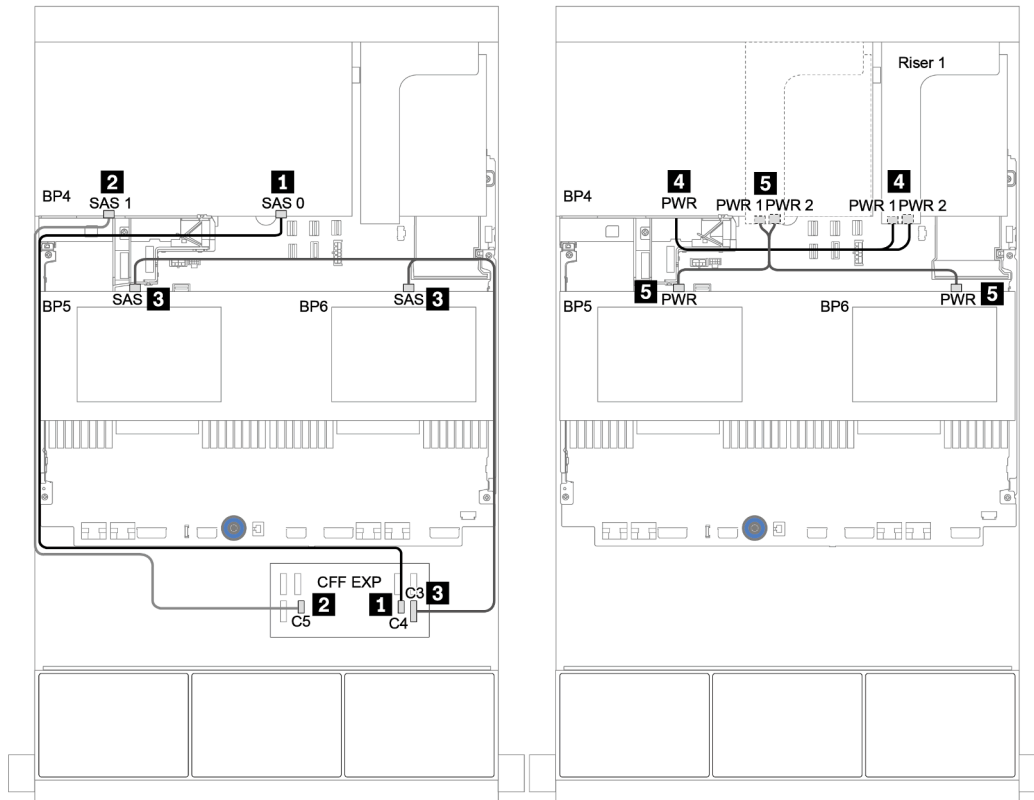 2
1
BP4
SAS 1
SAS 0
SAS 3
SAS 3
BP5
BP6
CFF EXP
C3 3
2
1
C5
C4
Riser 1
4
5
4
BP4
PWR
PWR 1 PWR 2
PWR 1 PWR 2
5 PWR
PWR 5
BP5
BP6